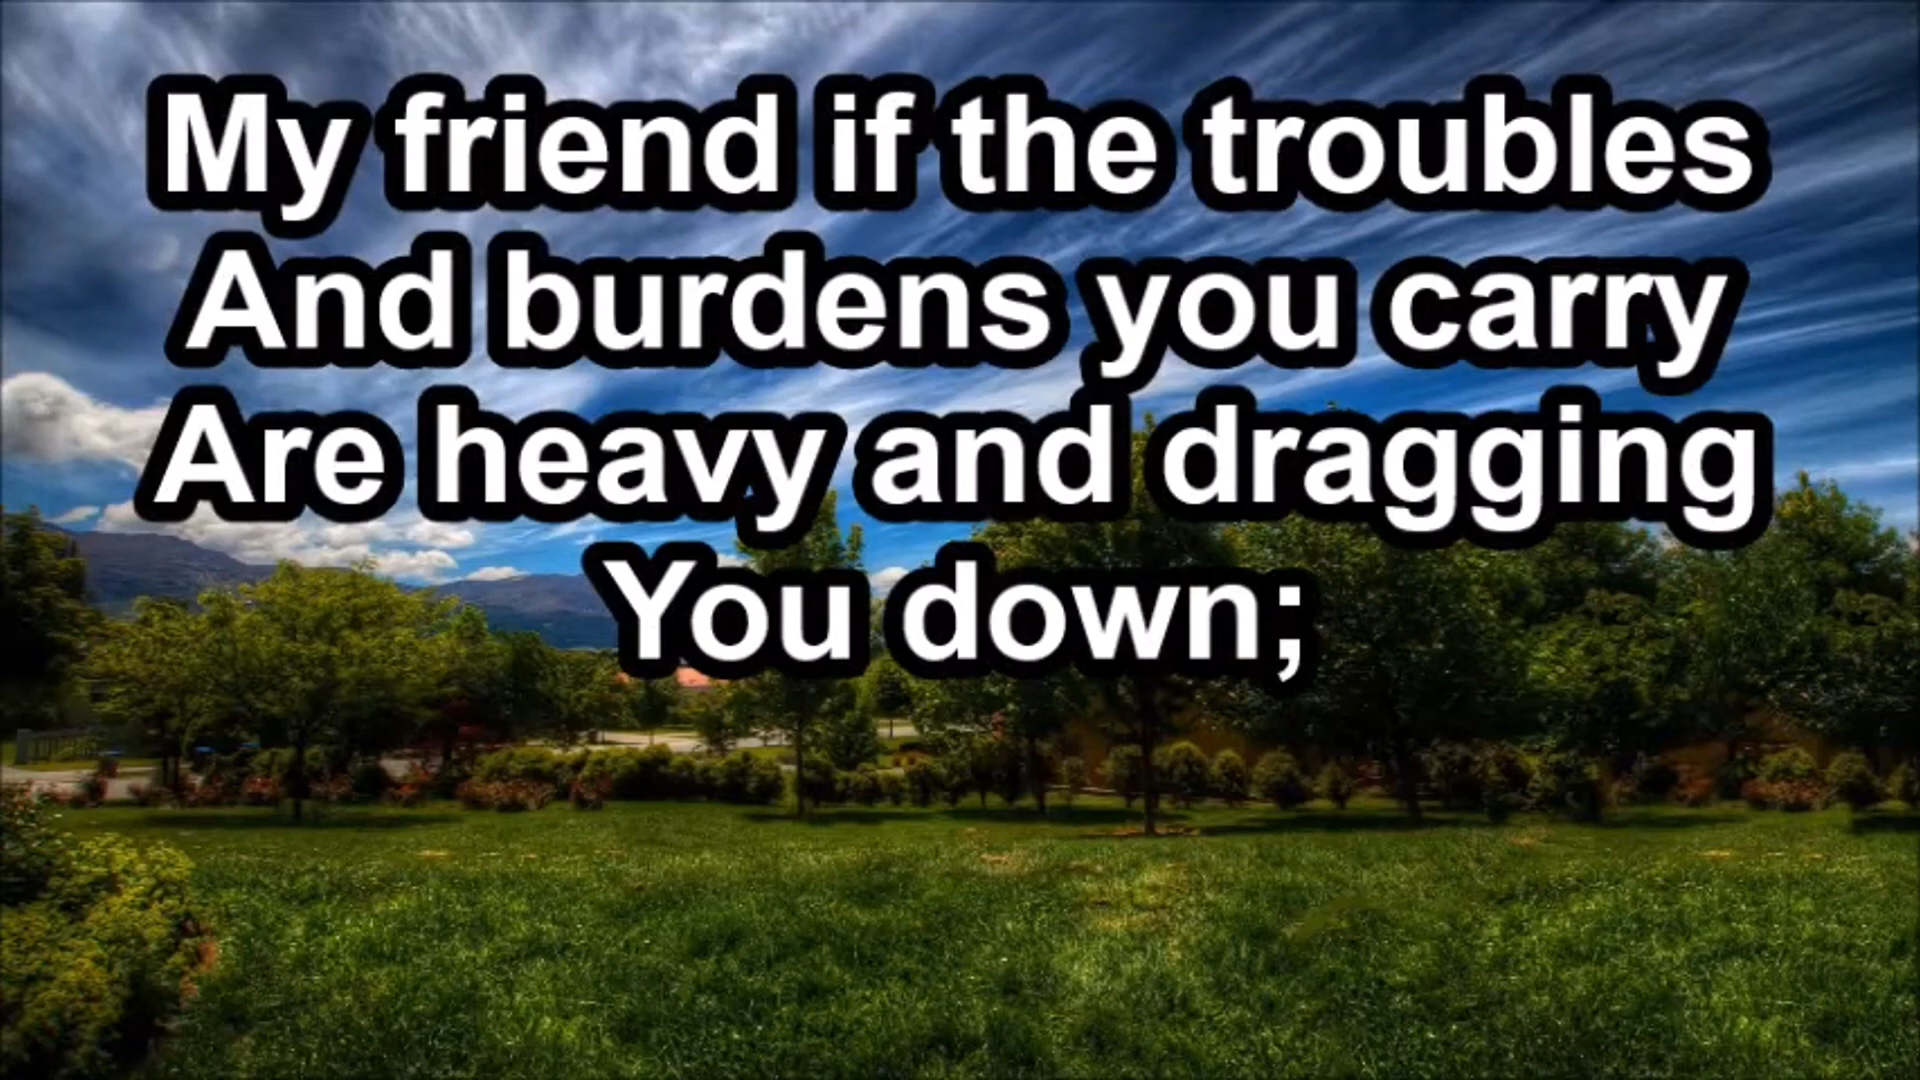 My friend if the troubles
And burdens you carry
Are heavy and dragging
You down;